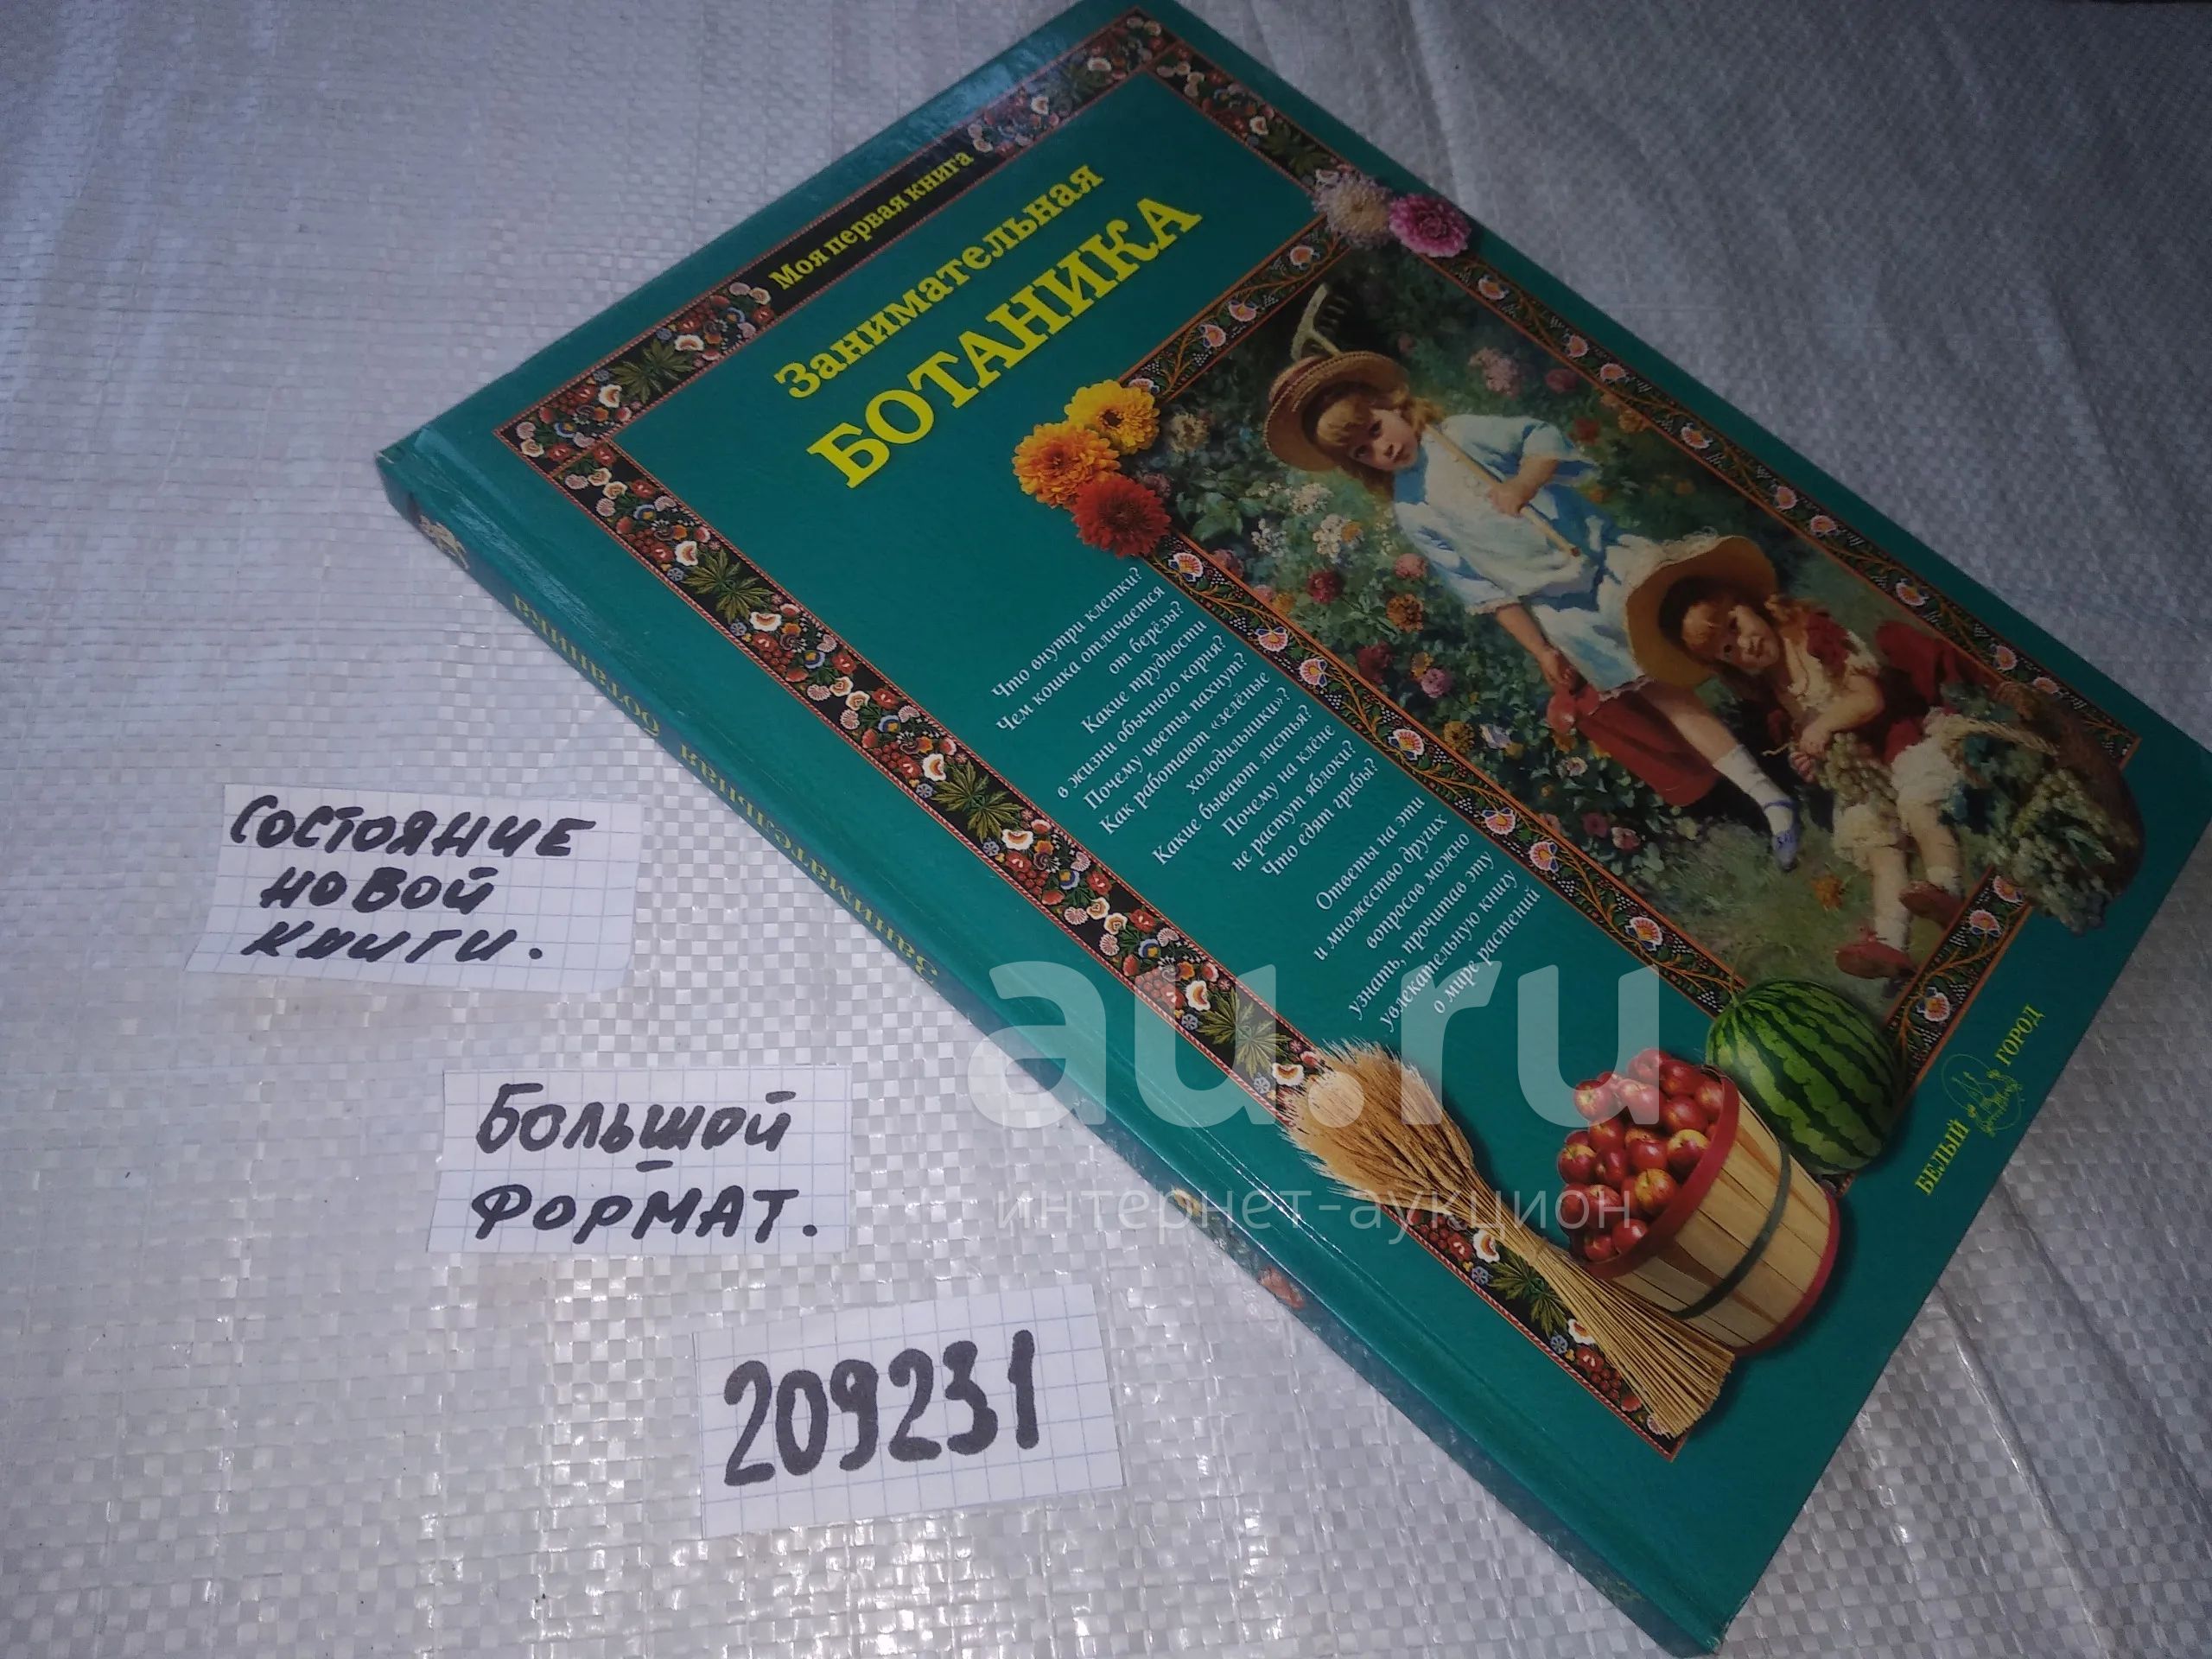 Моя первая книга
Занимательная
БОТАНИКА
Что внутри клетки?
Чем кошка отличается
от берёзы?
Какие трудности
в жизни обычного корня?
Почему цветы пахнут?
Как работают «зелёные
холодильники»?
Какие бывают листья?
Почему на клёне
не растут яблоки?
Что едят грибы?
Ответы на эти
и множество других
вопросов можно
узнать, прочитав эту
увлекательную книгу
о мире растений
БЕЛЫЙ ГОРОД
Занимательная ботаника
СОСТОЯНИЕ
НОВОЙ
КНИГИ.
БОЛЬШОЙ
ФОРМАТ.
209231
au.ru
интернет-аукцион